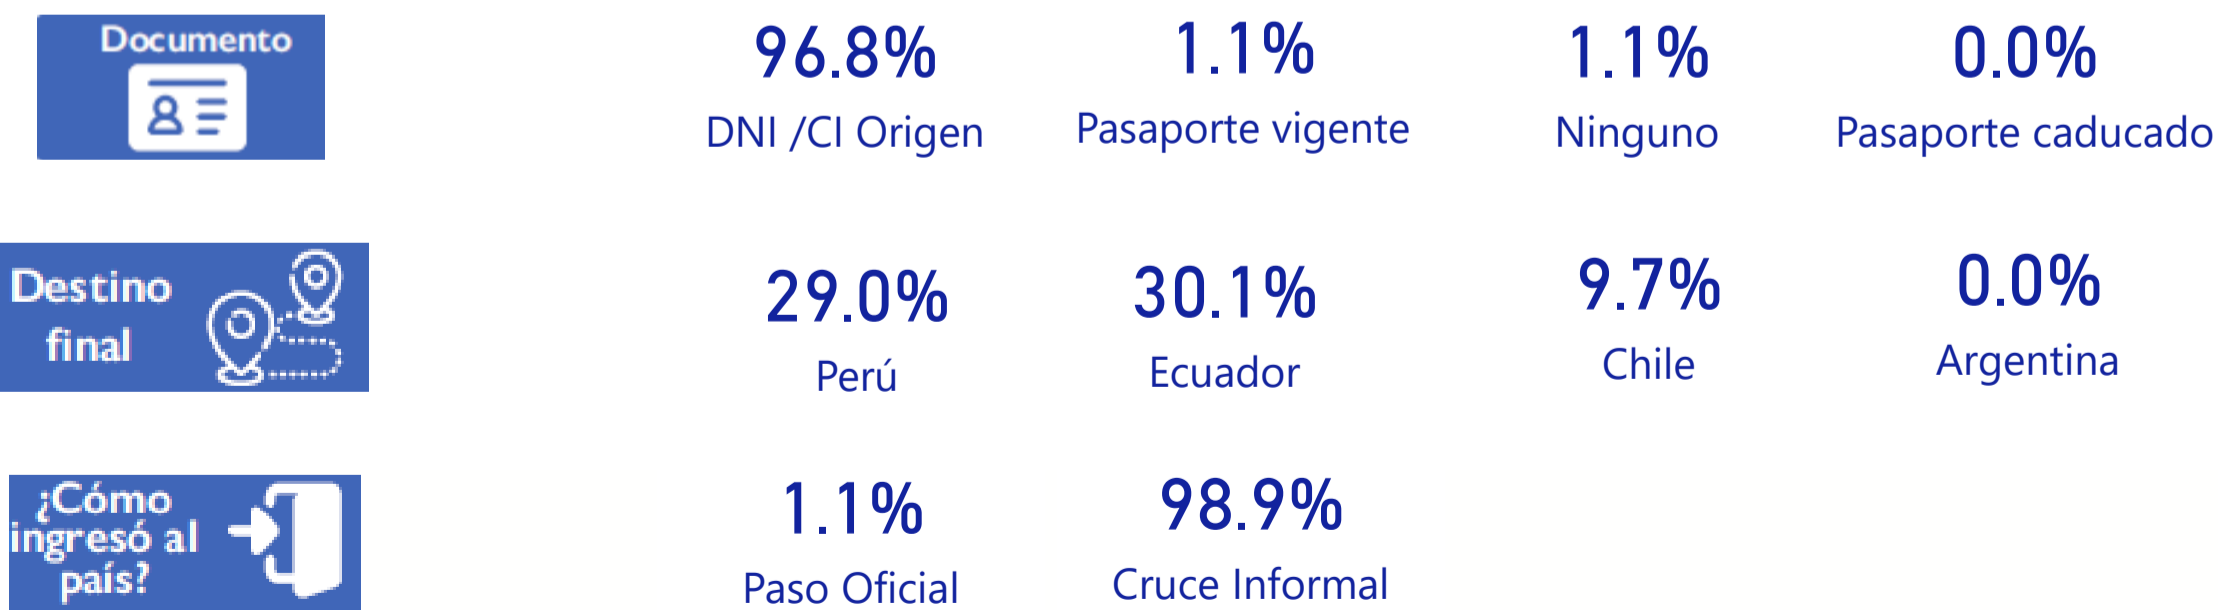 Documento
96.8% 1.1% 1.1% 0.0%
DNI /CI Origen Pasaporte vigente Ninguno Pasaporte caducado
Destino
final
29.0% 30.1% 9.7% 0.0%
Perú Ecuador Chile Argentina
¿Cómo
ingresó al
país?
1.1% 98.9%
Paso Oficial Cruce Informal